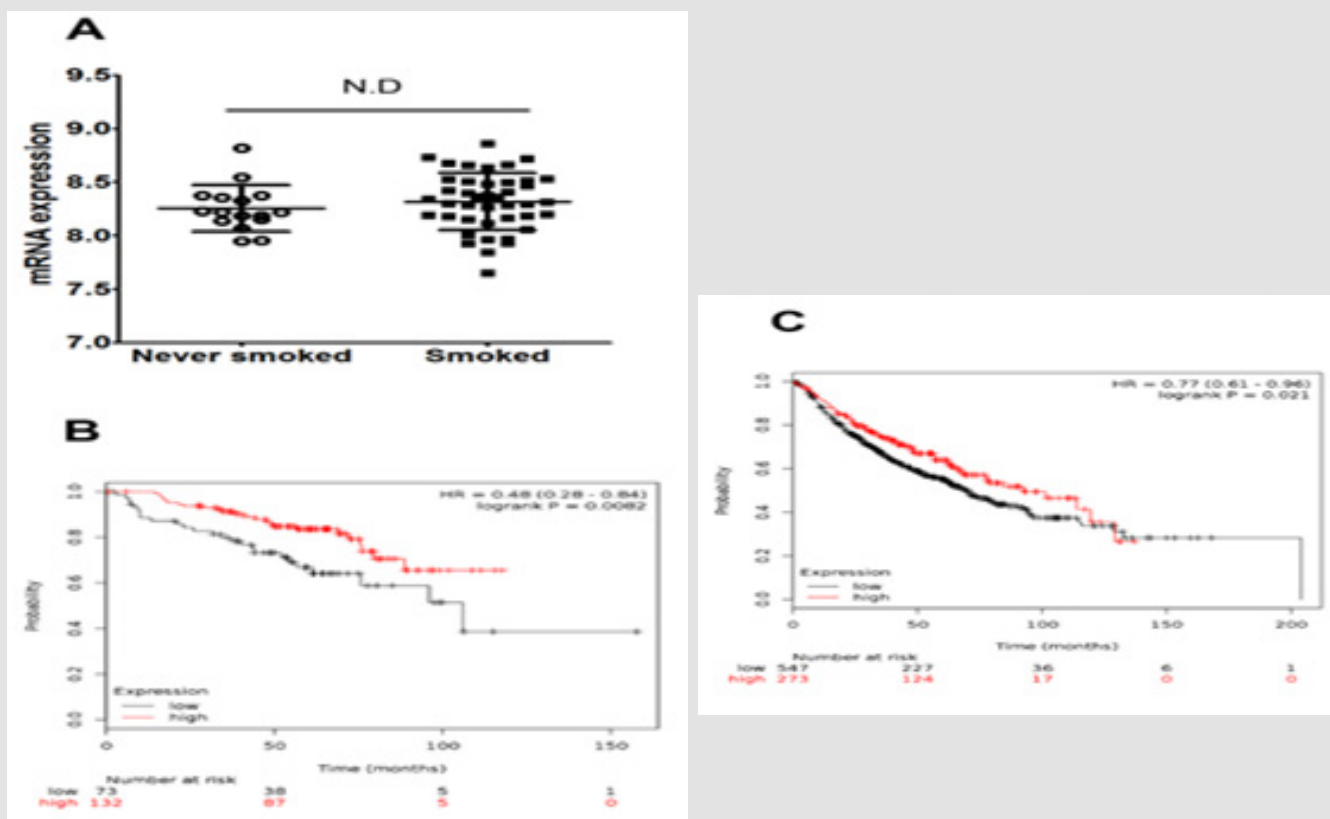 A
9.5
N.D
9.0
8.5
8.0
7.5
7.0
mRNA expression
Never smoked Smoked
B
HR = 0.48 (0.28 - 0.84)
logrank P = 0.0082
1.0
0.8
0.6
0.4
0.2
0.0
Probability
Expression
low
high
0 50 100 150
Time (months)
Number at risk
low 73 38 5 1
high 132 87 5 0
C
HR = 0.77 (0.61 - 0.96)
logrank P = 0.021
1.0
0.8
0.6
0.4
0.2
0.0
Probability
Expression
low
high
0 50 100 150 200
Time (months)
Number at risk
low 547 227 36 6 1
high 273 124 17 0 0